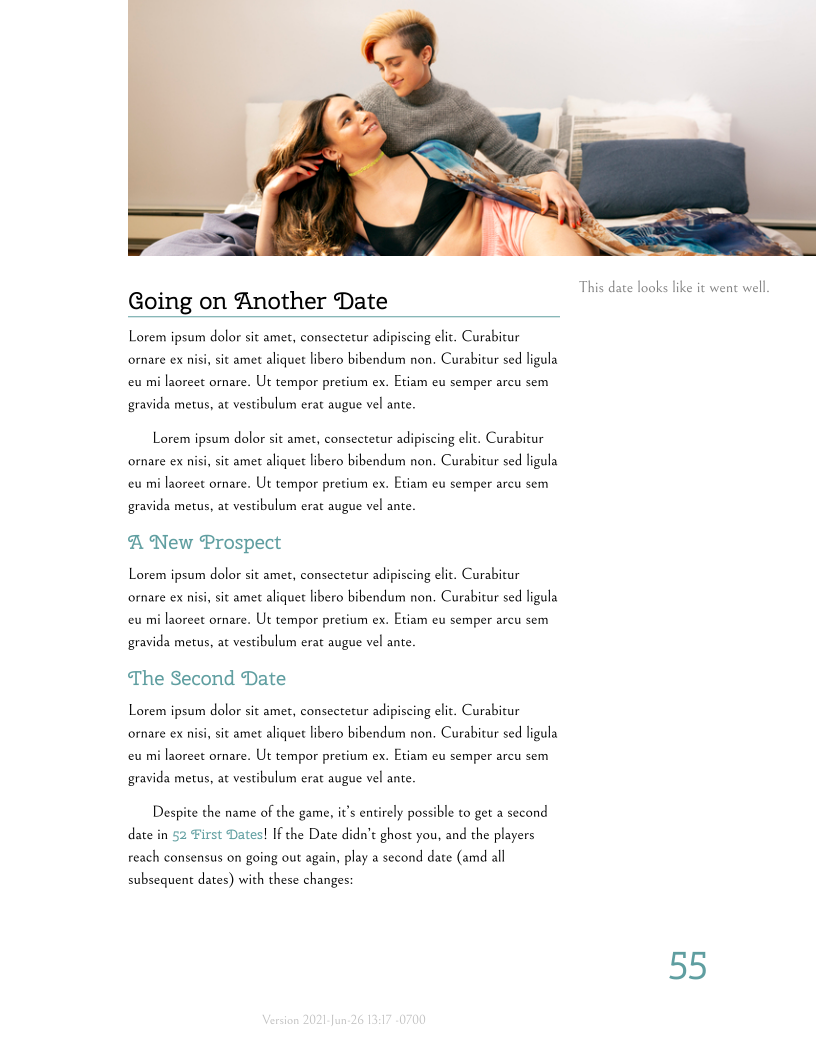 This date looks like it went well.
Going on Another Date
Lorem ipsum dolor sit amet, consectetur adipiscing elit. Curabitur
ornare ex nisi, sit amet aliquet libero bibendum non. Curabitur sed ligula
eu mi laoreet ornare. Ut tempor pretium ex. Etiam eu semper arcu sem
gravida metus, at vestibulum erat augue vel ante.
Lorem ipsum dolor sit amet, consectetur adipiscing elit. Curabitur
ornare ex nisi, sit amet aliquet libero bibendum non. Curabitur sed ligula
eu mi laoreet ornare. Ut tempor pretium ex. Etiam eu semper arcu sem
gravida metus, at vestibulum erat augue vel ante.
A New Prospect
Lorem ipsum dolor sit amet, consectetur adipiscing elit. Curabitur
ornare ex nisi, sit amet aliquet libero bibendum non. Curabitur sed ligula
eu mi laoreet ornare. Ut tempor pretium ex. Etiam eu semper arcu sem
gravida metus, at vestibulum erat augue vel ante.
The Second Date
Lorem ipsum dolor sit amet, consectetur adipiscing elit. Curabitur
ornare ex nisi, sit amet aliquet libero bibendum non. Curabitur sed ligula
eu mi laoreet ornare. Ut tempor pretium ex. Etiam eu semper arcu sem
gravida metus, at vestibulum erat augue vel ante.
Despite the name of the game, it’s entirely possible to get a second
date in 52 First Dates! If the Date didn’t ghost you, and the players
reach consensus on going out again, play a second date (amd all
subsequent dates) with these changes:
55
Version 2021-Jun-26 13:17 -0700